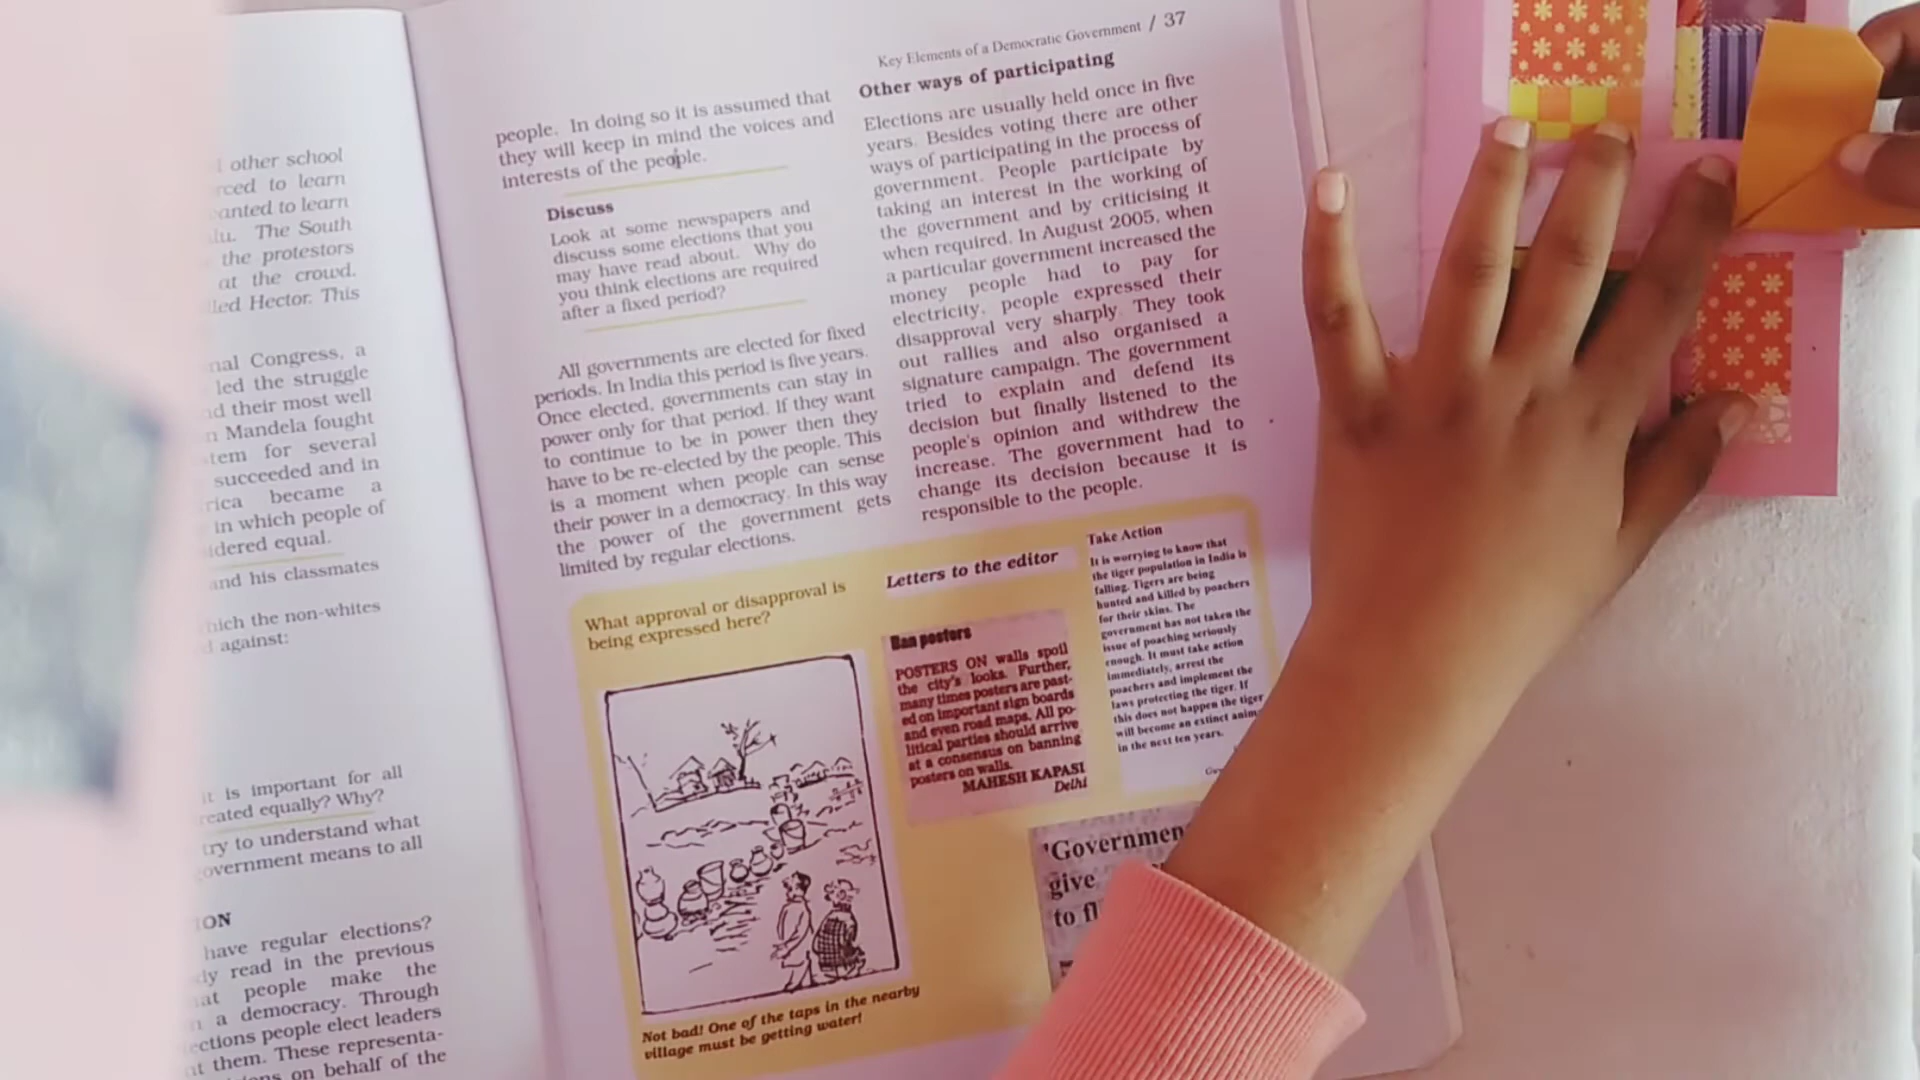 other school
to learn
to learn
The South
the protestors
at the crowd.
Hector. This
Congress, a
led the struggle
their most well
Mandela fought
for several
succeeded and in
became a
in which people of
equal.
and his classmates
the non-whites
against:
is important for all
equally? Why?
try to understand what
means to all
have regular elections?
read in the previous
people make the
a democracy. Through
people elect leaders
them. These representa-
on behalf of the
Key Elements of a Democratic Government / 37
people. In doing so it is assumed that
they will keep in mind the voices and
interests of the people.
Discuss
Look at some newspapers and
discuss some elections that you
may have read about. Why do
you think elections are required
after a fixed period?
All governments are elected for fixed
periods. In India this period is five years.
Once elected, governments can stay in
power only for that period. If they want
to continue to be in power then they
have to be re-elected by the people. This
is a moment when people can sense
their power in a democracy. In this way
the power of the government gets
limited by regular elections.
Other ways of participating
Elections are usually held once in five
years. Besides voting there are other
ways of participating in the process of
government. People participate by
taking an interest in the working of
the government and by criticising it
when required. In August 2005, when
a particular government increased the
money people had to pay for
electricity, people expressed their
disapproval very sharply. They took
out rallies and also organised a
signature campaign. The government
tried to explain and defend its
decision but finally listened to the
people's opinion and withdrew the
increase. The government had to
change its decision because it is
responsible to the people.
What approval or disapproval is
being expressed here?
Not bad! One of the taps in the nearby
village must be getting water!
Letters to the editor
Ban posters
POSTERS ON walls spoil
the city's looks. Further,
many times posters are past-
ed on important sign boards
and even road maps. All po-
litical parties should arrive
at a consensus on banning
posters on walls.
MAHESH KAPASI
Delhi
Take Action
It is worrying to know that
the tiger population in India is
falling. Tigers are being
hunted and killed by poachers
for their skins. The
government has not taken the
issue of poaching seriously
enough. It must take action
immediately, arrest the
poachers and implement the
laws protecting the tiger. If
this does not happen the tiger
will become an extinct
in the next ten years.
give
to